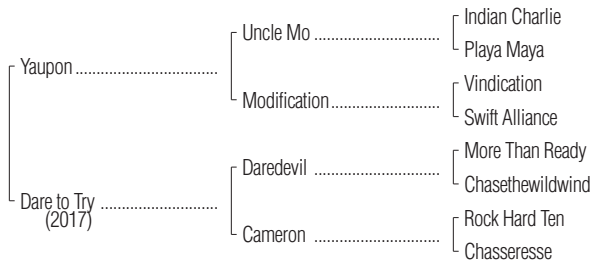 Indian Charlie
Uncle Mo ..............................
Playa Maya
Yaupon ..................................
Vindication
Modification..........................
Swift Alliance
More Than Ready
Daredevil ..............................
Chasethewildwind
Dare to Try ............................
(2017)
Rock Hard Ten
Cameron ..............................
Chasseresse